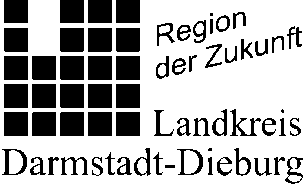 Region
der Zukunft
Landkreis
Darmstadt-Dieburg